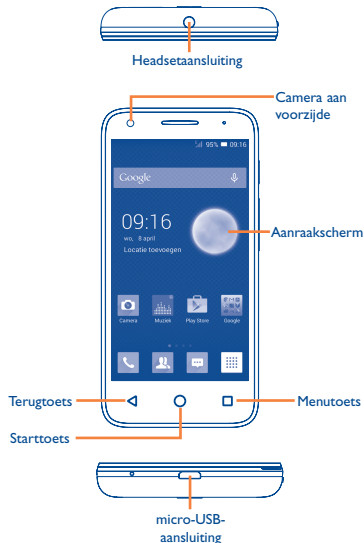 Headsetaansluiting
Camera aan
voorzijde
95% 09:16
Google
09:16
wo, 8 april
Locatie toevoegen
Aanraakscherm
Camera Muziek Play Store Google
Terugtoets
Menutoets
Starttoets
micro-USB-
aansluiting